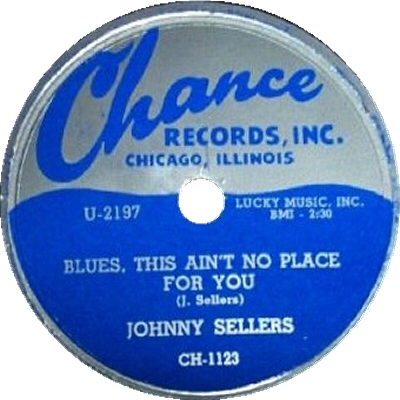 Chance
RECORDS, INC.
CHICAGO, ILLINOIS
U-2197
LUCKY MUSIC, INC.
BMI - 2:30
BLUES, THIS AIN'T NO PLACE
FOR YOU
(J. Sellers)
JOHNNY SELLERS
CH-1123